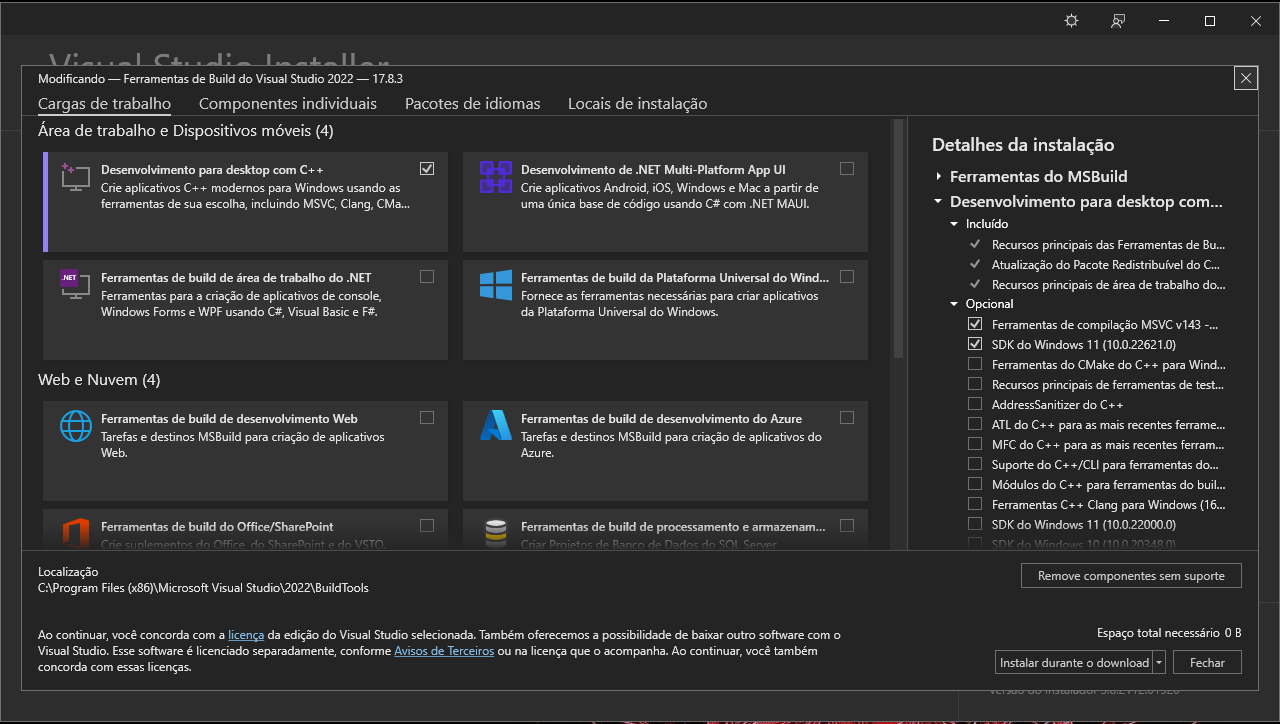 Visual Studio Installer
Modificando — Ferramentas de Build do Visual Studio 2022 — 17.8.3
Cargas de trabalho Componentes individuais Pacotes de idiomas Locais de instalação
Área de trabalho e Dispositivos móveis (4)
Desenvolvimento para desktop com C++
Crie aplicativos C++ modernos para Windows usando as
ferramentas de sua escolha, incluindo MSVC, Clang, CMa...
Desenvolvimento de .NET Multi-Platform App UI
Crie aplicativos Android, iOS, Windows e Mac a partir de
uma única base de código usando C# com .NET MAUI.
.NET
Ferramentas de build de área de trabalho do .NET
Ferramentas para a criação de aplicativos de console,
Windows Forms e WPF usando C#, Visual Basic e F#.
Ferramentas de build da Plataforma Universal do Wind...
Fornece as ferramentas necessárias para criar aplicativos
da Plataforma Universal do Windows.
Web e Nuvem (4)
Ferramentas de build de desenvolvimento Web
Tarefas e destinos MSBuild para criação de aplicativos
Web.
Ferramentas de build de desenvolvimento do Azure
Tarefas e destinos MSBuild para criação de aplicativos do
Azure.
Ferramentas de build do Office/SharePoint
Crie suplementos do Office, do SharePoint e do VSTO.
Ferramentas de build de processamento e armazenam...
Criar Projetos de Banco de Dados do SQL Server
Detalhes da instalação
Ferramentas do MSBuild
Desenvolvimento para desktop com...
Incluído
Recursos principais das Ferramentas de Bu...
Atualização do Pacote Redistribuível do C...
Recursos principais de área de trabalho do...
Opcional
Ferramentas de compilação MSVC v143 -...
SDK do Windows 11 (10.0.22621.0)
Ferramentas do CMake do C++ para Wind...
Recursos principais de ferramentas de test...
AddressSanitizer do C++
ATL do C++ para as mais recentes ferrame...
MFC do C++ para as mais recentes ferram...
Suporte do C++/CLI para ferramentas do...
Módulos do C++ para ferramentas do buil...
Ferramentas C++ Clang para Windows (16...
SDK do Windows 11 (10.0.22000.0)
SDK do Windows 10 (10.0.20348.0)
Localização
C:\Program Files (x86)\Microsoft Visual Studio\2022\BuildTools
Remove componentes sem suporte
Ao continuar, você concorda com a licença da edição do Visual Studio selecionada. Também oferecemos a possibilidade de baixar outro software com o
Visual Studio. Esse software é licenciado separadamente, conforme Avisos de Terceiros ou na licença que o acompanha. Ao continuar, você também
concorda com essas licenças.
Espaço total necessário 0 B
Instalar durante o download Fechar